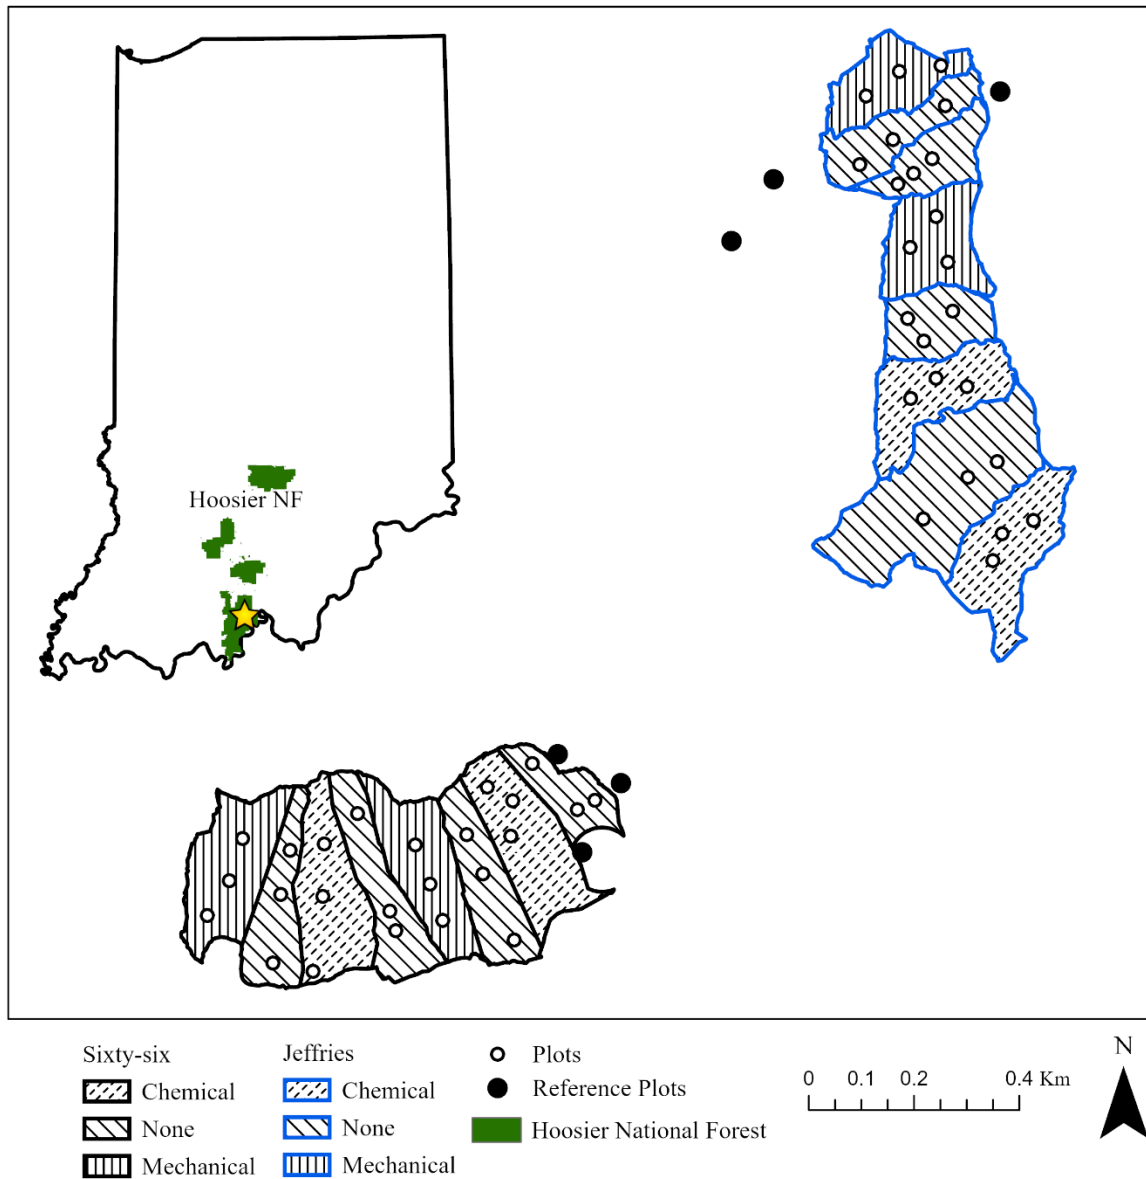 Hoosier NF
Sixty-six
Chemical
None
Mechanical
Jeffries
Chemical
None
Mechanical
Plots
Reference Plots
Hoosier National Forest
0 0.1 0.2 0.4 Km
N